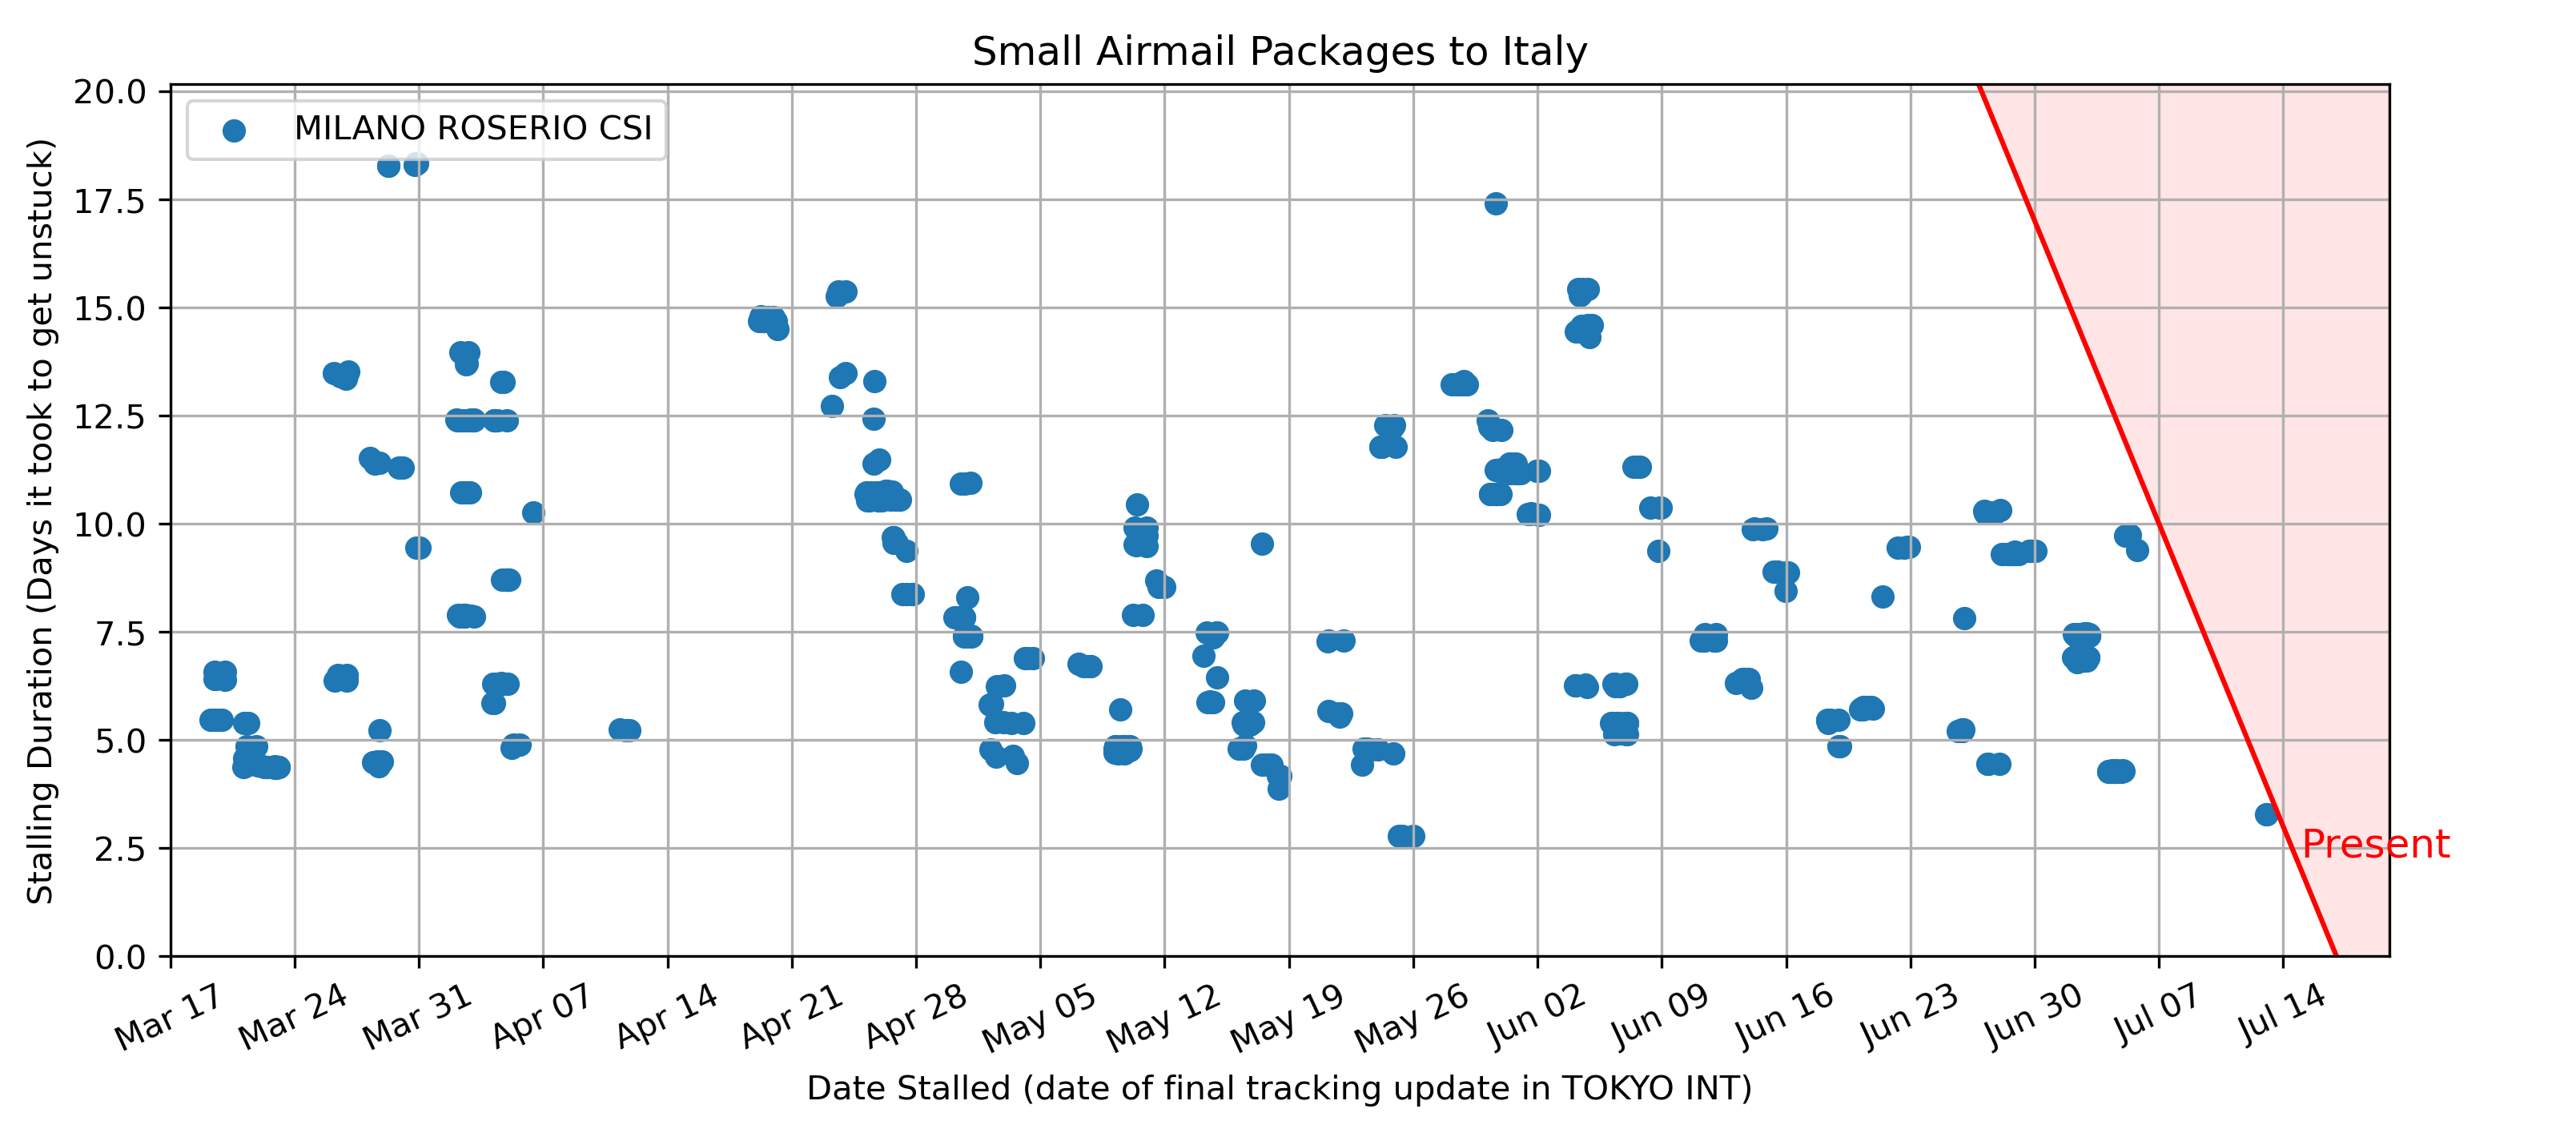 Small Airmail Packages to Italy
MILANO ROSERIO CSI
Stalling Duration (Days it took to get unstuck)
20.0
17.5
15.0
12.5
10.0
7.5
5.0
2.5
0.0
Present
Mar 17
Mar 24
Mar 31
Apr 07
Apr 14
Apr 21
Apr 28
May 05
May 12
May 19
May 26
Jun 02
Jun 09
Jun 16
Jun 23
Jun 30
Jul 07
Jul 14
Date Stalled (date of final tracking update in TOKYO INT)